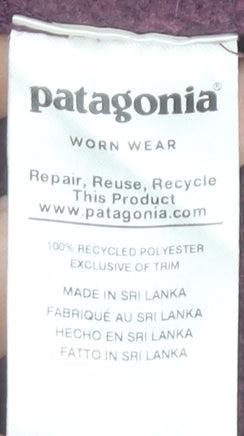 patagonia®
WORN WEAR
Repair, Reuse, Recycle
This Product
www.patagonia.com
100% RECYCLED POLYESTER
EXCLUSIVE OF TRIM
MADE IN SRI LANKA
FABRIQUÉ AU SRI LANKA
HECHO EN SRI LANKA
FATTO IN SRI LANKA